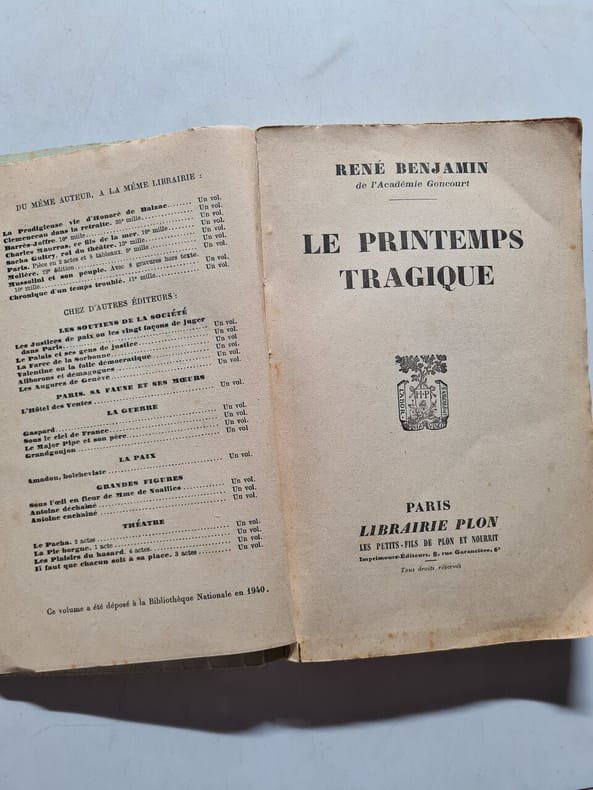 DU MÊME AUTEUR, A LA MÊME LIBRAIRIE :
La Prodigieuse vie d'Honoré de Balzac........ Un vol.
Clemenceau dans la retraite. 35e mille........ Un vol.
Barrès-Joffre. 10e mille........ Un vol.
Charles Maurras, ce fils de la mer. 19e mille........ Un vol.
Sacha Guitry, roi du théâtre. 15e mille........ Un vol.
Paris. Pièce en 3 actes et 8 tableaux. 9e mille........ Un vol.
Molière. 22e édition........ Un vol.
Mussolini et son peuple. Avec 8 gravures hors texte.
16e mille........ Un vol.
Chronique d'un temps troublé. 11e mille........ Un vol.
CHEZ D'AUTRES ÉDITEURS :
LES SOUTIENS DE LA SOCIÉTÉ
Les Justices de paix ou les vingt façons de juger
dans Paris........ Un vol.
Le Palais et ses gens de justice........ Un vol.
La Farce de la Sorbonne........ Un vol.
Valentine ou la folie démocratique........ Un vol.
Aliborons et démagogues........ Un vol.
Les Augures de Genève........ Un vol.
PARIS, SA FAUNE ET SES MŒURS
L'Hôtel des Ventes........ Un vol.
LA GUERRE
Gaspard........ Un vol.
Sous le ciel de France........ Un vol.
Le Major Pipe et son père........ Un vol.
Grandgoujon........ Un vol.
LA PAIX
Amadou, bolcheviste........ Un vol.
GRANDES FIGURES
Sous l'œil en fleur de Mme de Noailles........ Un vol.
Antoine déchaîné........ Un vol.
Antoine enchaîné........ Un vol.
THÉATRE
Le Pacha. 2 actes........ Un vol.
La Pie borgne. 1 acte........ Un vol.
Les Plaisirs du hasard. 4 actes........ Un vol.
Il faut que chacun soit à sa place. 3 actes........ Un vol.
Ce volume a été déposé à la Bibliothèque Nationale en 1940.
RENÉ BENJAMIN
de l'Académie Goncourt
LE PRINTEMPS
TRAGIQUE
LABOR
H·P
PARIS
LIBRAIRIE PLON
LES PETITS-FILS DE PLON ET NOURRIT
Imprimeurs-Éditeurs, 8, rue Garancière, 6e
Tous droits réservés